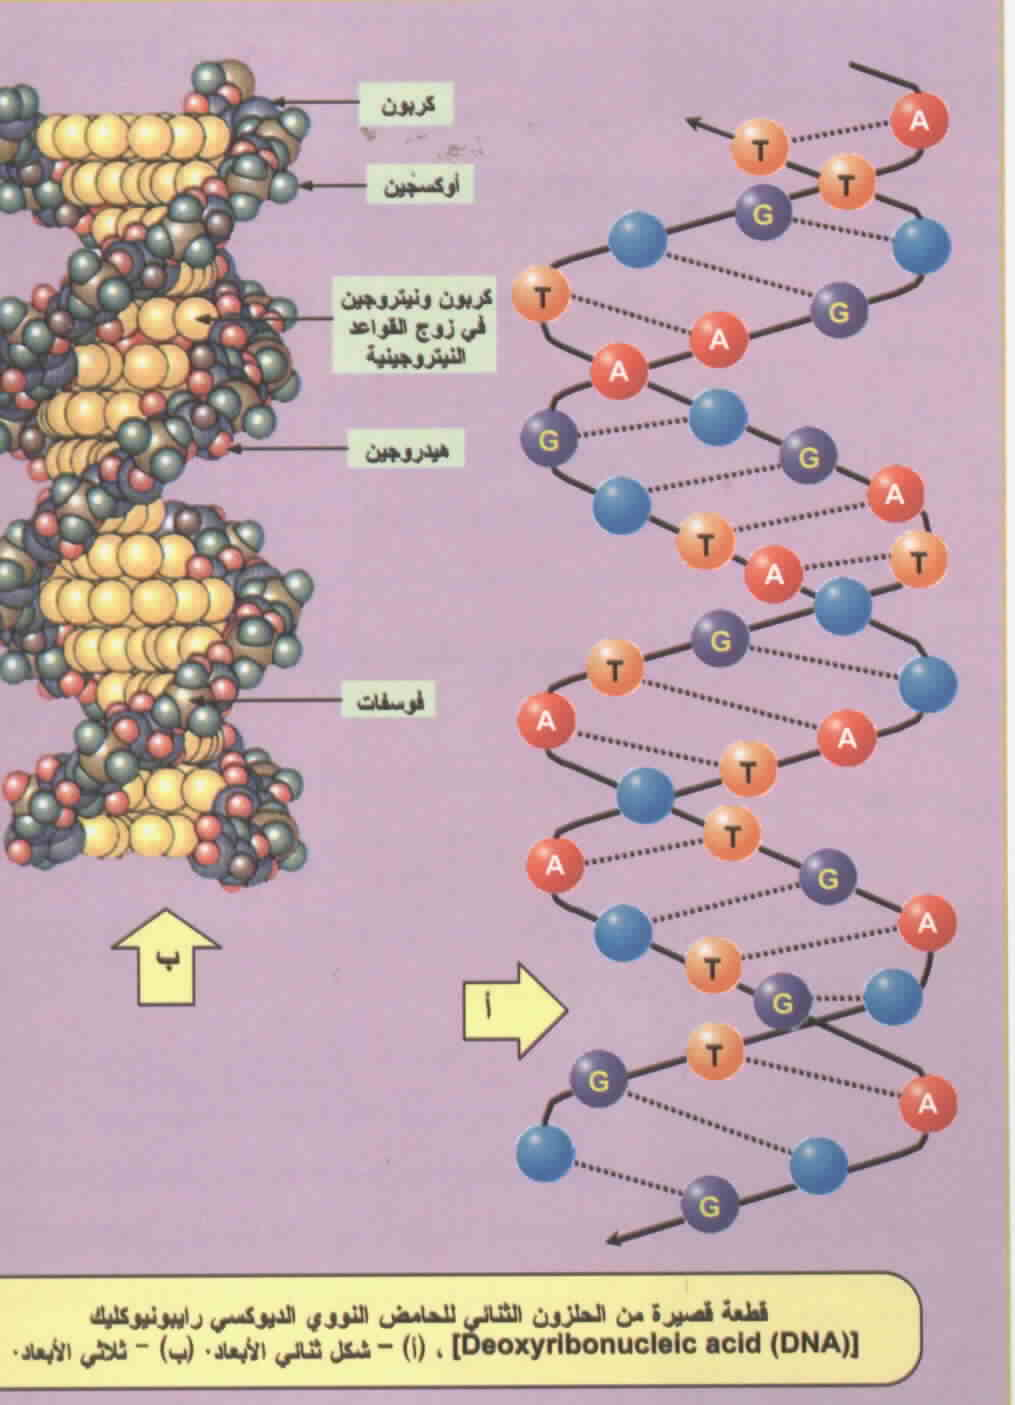 كربون
أوكسجين
كربون ونيتروجين
في زوج القواعد
النيتروجينية
هيدروجين
فوسفات
ب
أ
A
T
T
G
T
G
A
A
G
G
A
T
T
A
G
T
A
A
T
T
A
G
A
T
G
T
G
A
G
قطعة قصيرة من الحلزون الثنائي للحامض النووي الديوكسي رايبونيوكليك
[Deoxyribonucleic acid (DNA)] ، (أ) – شكل ثنائي الأبعاد. (ب) – ثلاثي الأبعاد.